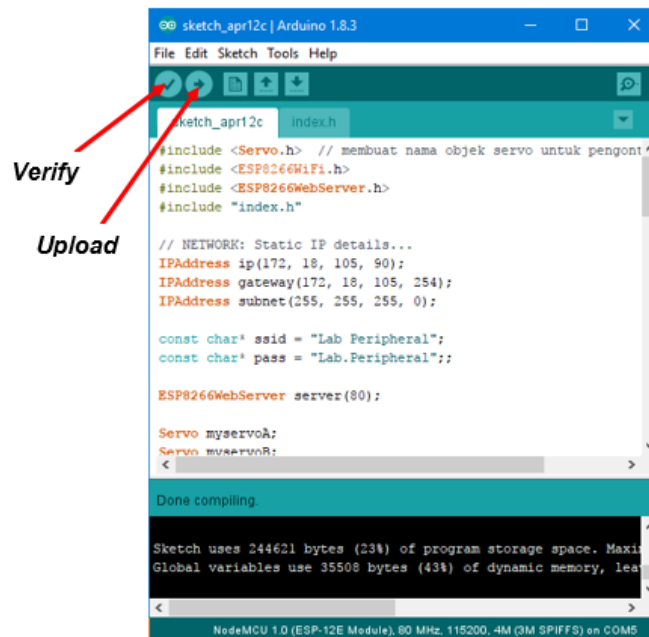 sketch_apr12c | Arduino 1.8.3
File Edit Sketch Tools Help
sketch_apr12c index.h
Verify
Upload
#include <Servo.h> // membuat nama objek servo untuk pengont
#include <ESP8266WiFi.h>
#include <ESP8266WebServer.h>
#include "index.h"
// NETWORK: Static IP details...
IPAddress ip(172, 18, 105, 90);
IPAddress gateway(172, 18, 105, 254);
IPAddress subnet(255, 255, 255, 0);
const char* ssid = "Lab Peripheral";
const char* pass = "Lab.Peripheral";;
ESP8266WebServer server(80);
Servo myservoA;
Servo myservoB;
Done compiling.
Sketch uses 244621 bytes (23%) of program storage space. Maxi
Global variables use 35508 bytes (43%) of dynamic memory, lea
NodeMCU 1.0 (ESP-12E Module), 80 MHz, 115200, 4M (3M SPIFFS) on COM5